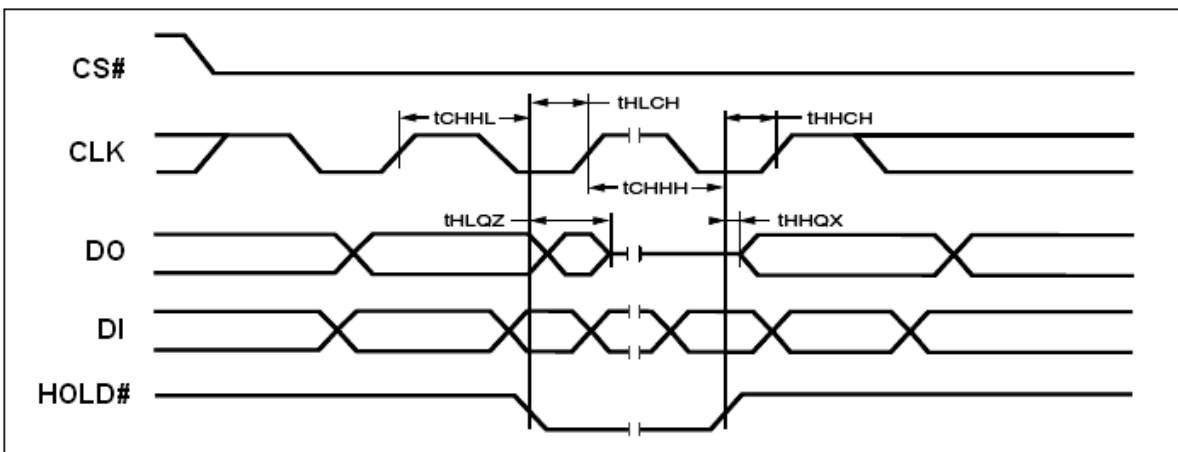 CS#
tCHHL
tHLCH
tHHCH
CLK
tCHHH
tHLQZ
tHHQX
DO
DI
HOLD#